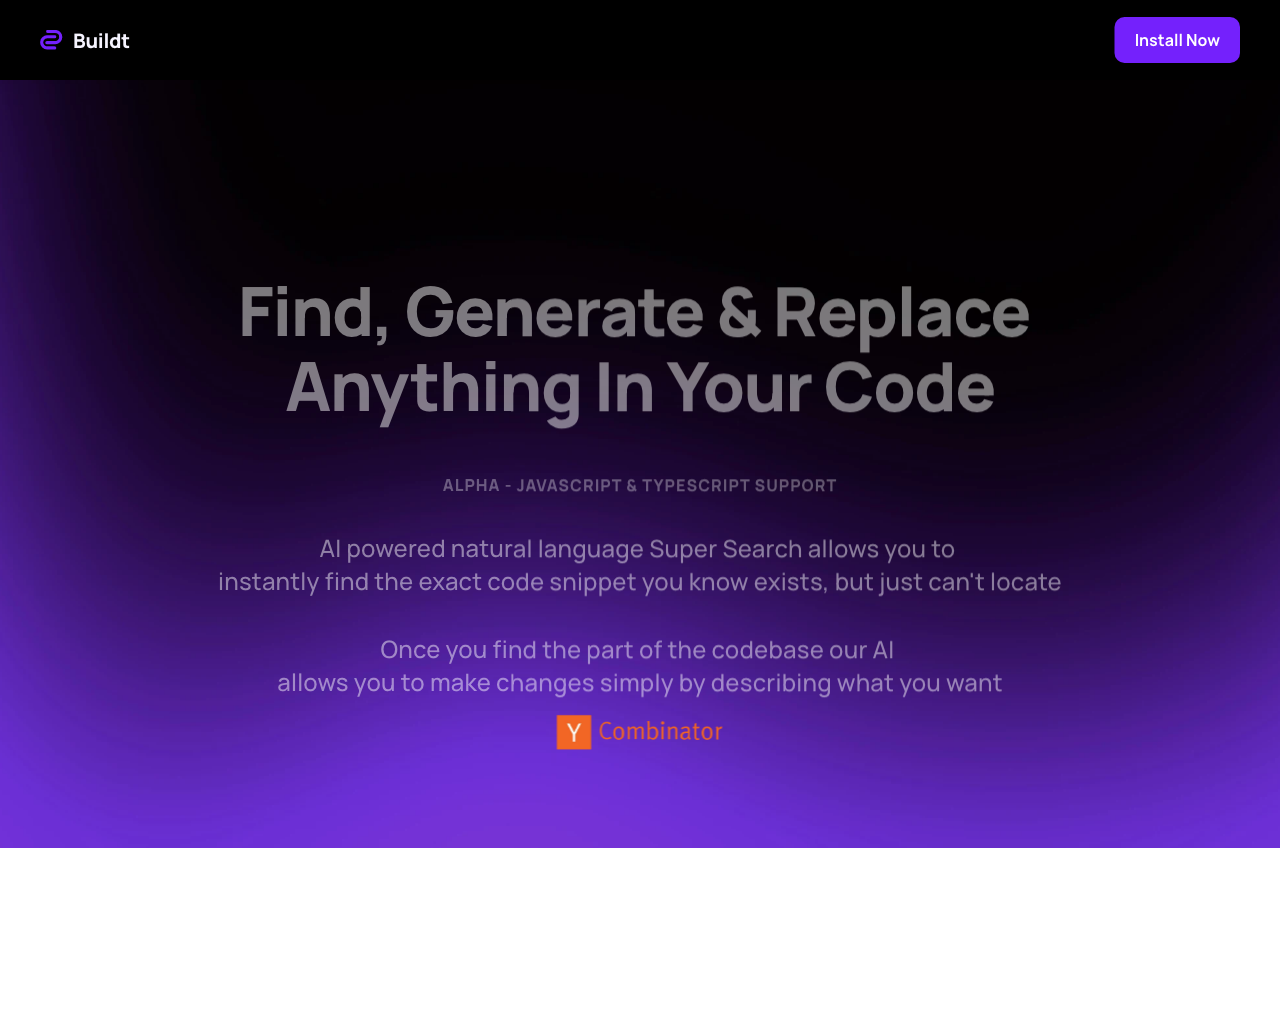 Buildt
Install Now
Find, Generate & Replace
Anything In Your Code
ALPHA - JAVASCRIPT & TYPESCRIPT SUPPORT
AI powered natural language Super Search allows you to
instantly find the exact code snippet you know exists, but just can't locate
Once you find the part of the codebase our AI
allows you to make changes simply by describing what you want
Y Combinator